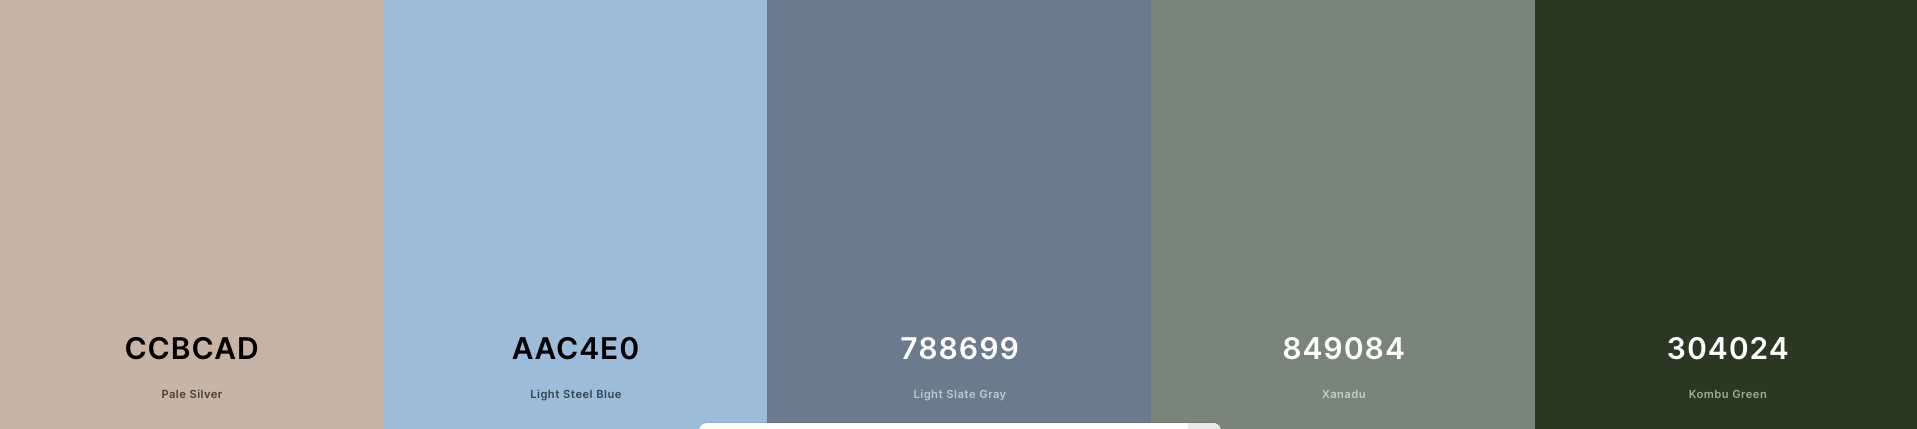 CCBCAD
Pale Silver
AAC4E0
Light Steel Blue
788699
Light Slate Gray
849084
Xanadu
304024
Kombu Green